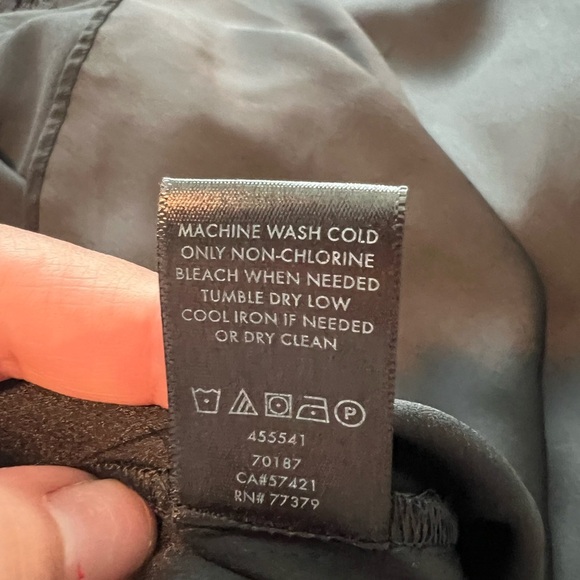 MACHINE WASH COLD
ONLY NON-CHLORINE
BLEACH WHEN NEEDED
TUMBLE DRY LOW
COOL IRON IF NEEDED
OR DRY CLEAN
P
455541
70187
CA#57421
RN# 77379